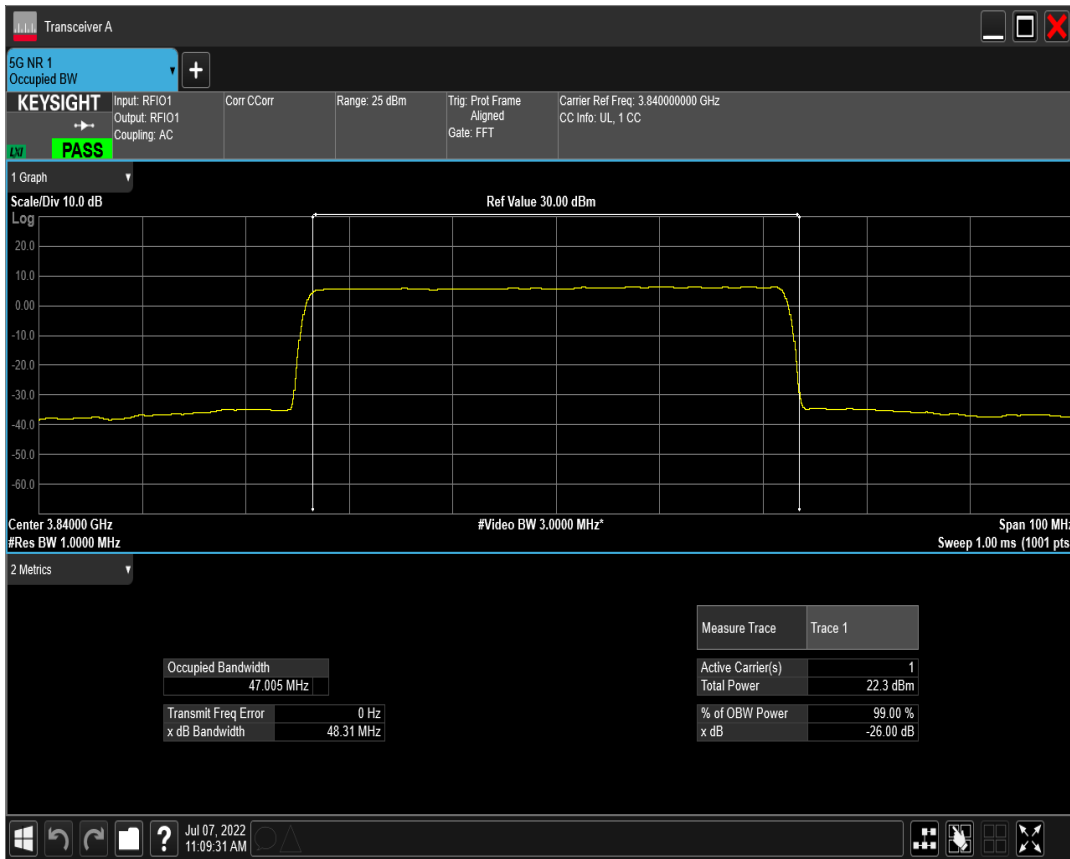 Transceiver A
5G NR 1
Occupied BW
KEYSIGHT
LXI
PASS
Input: RFIO1
Output: RFIO1
Coupling: AC
Corr CCorr
Range: 25 dBm
Trig: Prot Frame
Aligned
Gate: FFT
Carrier Ref Freq: 3.840000000 GHz
CC Info: UL, 1 CC
1 Graph
Scale/Div 10.0 dB
Ref Value 30.00 dBm
Log
20.0
10.0
0.00
-10.0
-20.0
-30.0
-40.0
-50.0
-60.0
Center 3.84000 GHz
#Video BW 3.0000 MHz*
Span 100 MHz
#Res BW 1.0000 MHz
Sweep 1.00 ms (1001 pts
2 Metrics
Measure Trace Trace 1
Occupied Bandwidth
47.005 MHz
Active Carrier(s) 1
Total Power 22.3 dBm
Transmit Freq Error 0 Hz
x dB Bandwidth 48.31 MHz
% of OBW Power 99.00 %
x dB -26.00 dB
?
Jul 07, 2022
11:09:31 AM